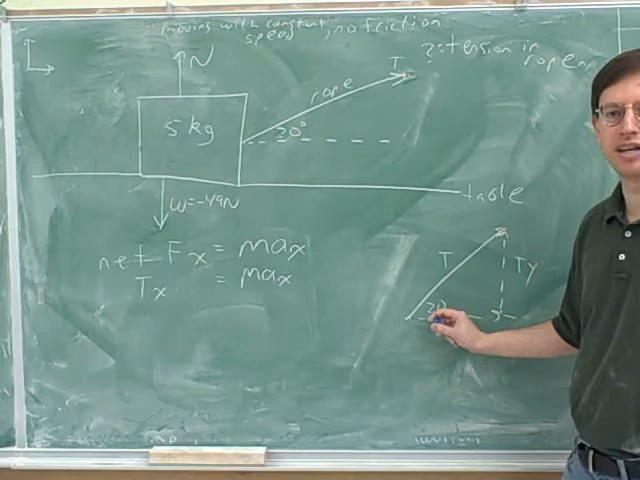 moving with constant, no friction
speed
?: tension in
rope
N
T
rope
5 kg
20°
w=-49N
table
net Fx = max
Tx = max
T
Ty
20